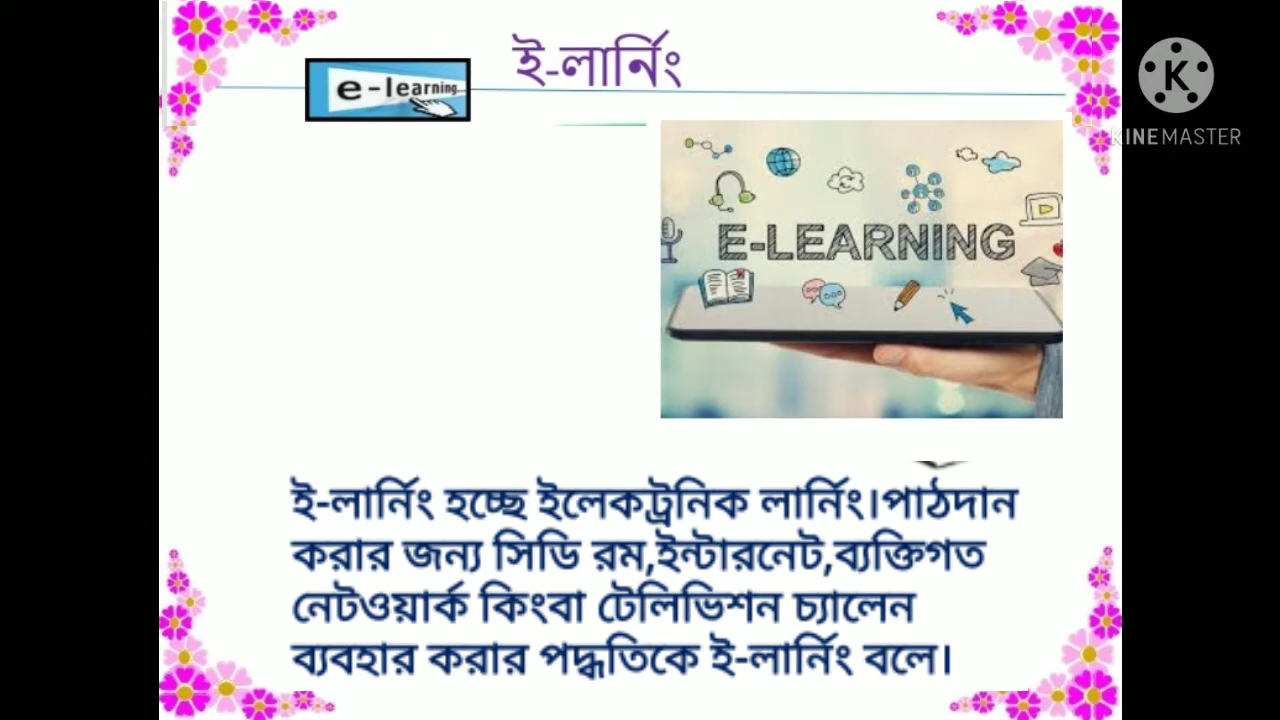 ই-লার্নিং
e-learning...
KINEMASTER
E-LEARNING
ই-লার্নিং হচ্ছে ইলেকট্রনিক লার্নিং।পাঠদান
করার জন্য সিডি রম,ইন্টারনেট,ব্যক্তিগত
নেটওয়ার্ক কিংবা টেলিভিশন চ্যালেন
ব্যবহার করার পদ্ধতিকে ই-লার্নিং বলে।